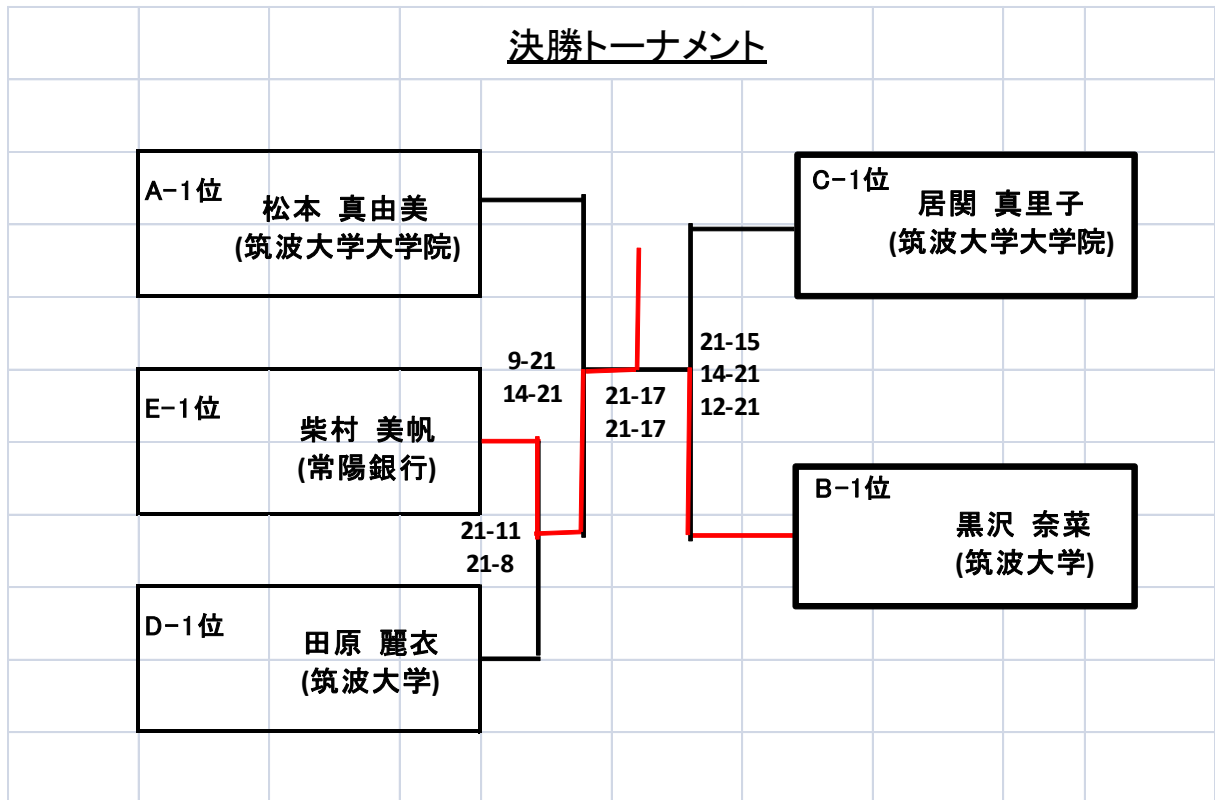 決勝トーナメント
A-1位
松本 真由美
(筑波大学大学院)
C-1位
居関 真里子
(筑波大学大学院)
9-21
14-21
21-17
21-17
21-15
14-21
12-21
E-1位
柴村 美帆
(常陽銀行)
21-11
21-8
B-1位
黒沢 奈菜
(筑波大学)
D-1位
田原 麗衣
(筑波大学)